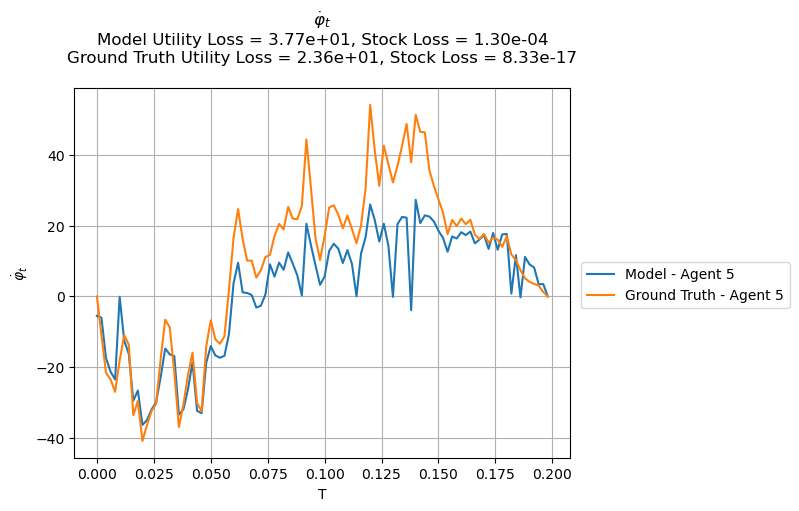 φ̇ₜ
Model Utility Loss = 3.77e+01, Stock Loss = 1.30e-04
Ground Truth Utility Loss = 2.36e+01, Stock Loss = 8.33e-17
φ̇ₜ
40
20
0
−20
−40
0.000 0.025 0.050 0.075 0.100 0.125 0.150 0.175 0.200
T
Model - Agent 5
Ground Truth - Agent 5